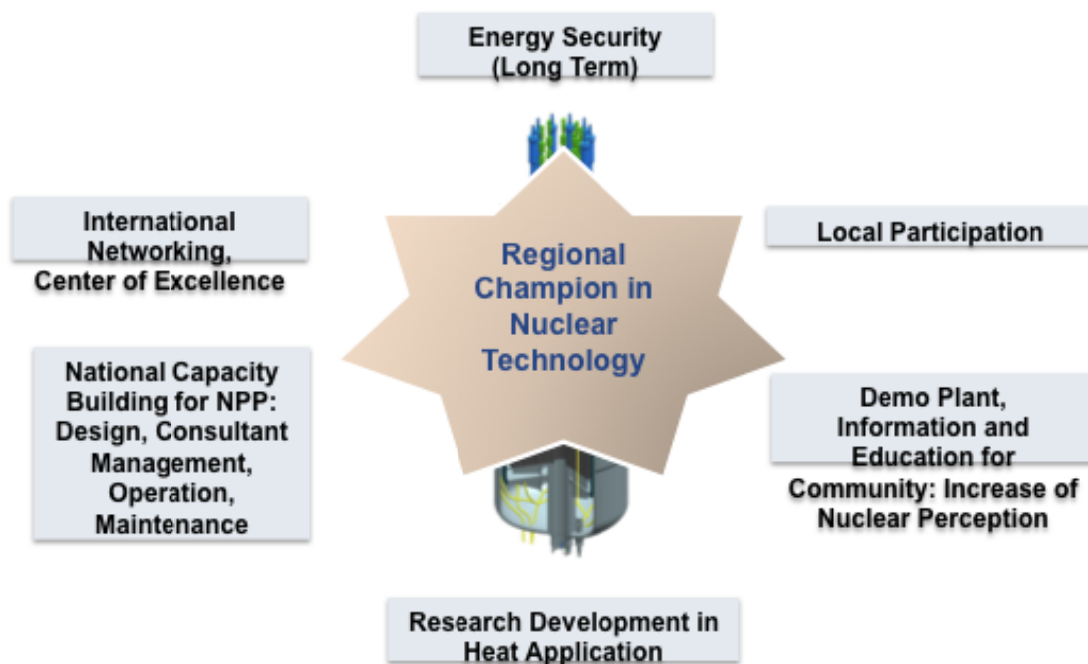 Energy Security
(Long Term)
International
Networking,
Center of Excellence
Regional
Champion in
Nuclear
Technology
Local Participation
National Capacity
Building for NPP:
Design, Consultant
Management,
Operation,
Maintenance
Demo Plant,
Information and
Education for
Community: Increase of
Nuclear Perception
Research Development in
Heat Application